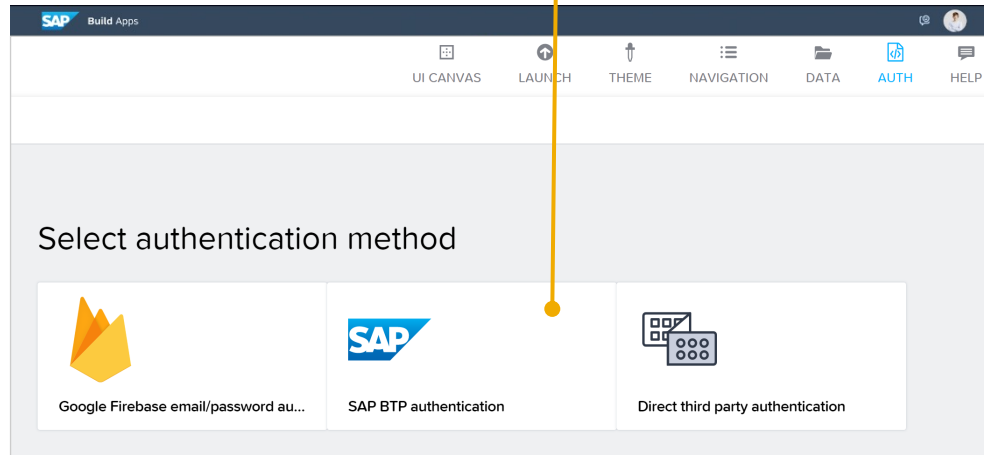 SAP Build Apps
UI CANVAS LAUNCH THEME NAVIGATION DATA AUTH HELP
Select authentication method
SAP
Google Firebase email/password au... SAP BTP authentication Direct third party authentication